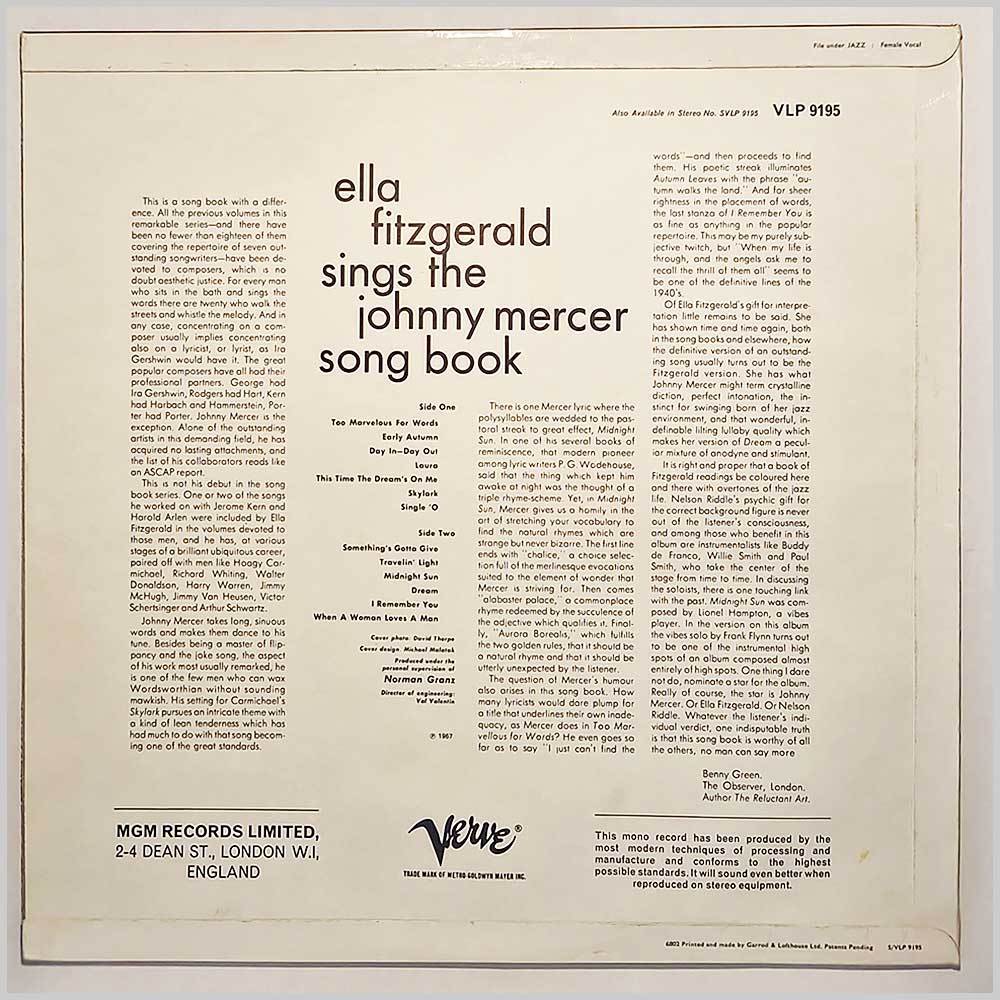 File under JAZZ : Female Vocal
Also Available in Stereo No. SVLP 9195 VLP 9195
ella
fitzgerald
sings the
johnny mercer
song book
This is a song book with a differ-
ence. All the previous volumes in this
remarkable series—and there have
been no fewer than eighteen of them
covering the repertoire of seven out-
standing songwriters—have been de-
voted to composers, which is no
doubt aesthetic justice. For every man
who sits in the bath and sings the
words there are twenty who walk the
streets and whistle the melody. And in
any case, concentrating on a com-
poser usually implies concentrating
also on a lyricist, or lyrist, as Ira
Gershwin would have it. The great
popular composers have all had their
professional partners. George had
Ira Gershwin, Rodgers had Hart, Kern
had Harbach and Hammerstein, Por-
ter had Porter. Johnny Mercer is the
exception. Alone of the outstanding
artists in this demanding field, he has
acquired no lasting attachments, and
the list of his collaborators reads like
an ASCAP report.
This is not his debut in the song
book series. One or two of the songs
he worked on with Jerome Kern and
Harold Arlen were included by Ella
Fitzgerald in the volumes devoted to
those men, and he has, at various
stages of a brilliant ubiquitous career,
paired off with men like Hoagy Car-
michael, Richard Whiting, Walter
Donaldson, Harry Warren, Jimmy
McHugh, Jimmy Van Heusen, Victor
Schertsinger and Arthur Schwartz.
Johnny Mercer takes long, sinuous
words and makes them dance to his
tune. Besides being a master of flip-
pancy and the joke song, the aspect
of his work most usually remarked, he
is one of the few men who can wax
Wordsworthian without sounding
mawkish. His setting for Carmichael's
Skylark pursues an intricate theme with
a kind of lean tenderness which has
had much to do with that song becom-
ing one of the great standards.
Side One
Too Marvelous For Words
Early Autumn
Day In—Day Out
Laura
This Time The Dream's On Me
Skylark
Single 'O
Side Two
Something's Gotta Give
Travelin' Light
Midnight Sun
Dream
I Remember You
When A Woman Loves A Man
Cover photo: David Thorpe
Cover design: Michael Malatak
Produced under the
personal supervision of
Norman Granz
Director of engineering:
Val Valentin
℗ 1967
There is one Mercer lyric where the
polysyllables are wedded to the pas-
toral streak to great effect, Midnight
Sun. In one of his several books of
reminiscence, that modern pioneer
among lyric writers P. G. Wodehouse,
said that the thing which kept him
awake at night was the thought of a
triple rhyme-scheme. Yet, in Midnight
Sun, Mercer gives us a homily in the
art of stretching your vocabulary to
find the natural rhymes which are
strange but never bizarre. The first line
ends with "chalice," a choice selec-
tion full of the merlinesque evocations
suited to the element of wonder that
Mercer is striving for. Then comes
"alabaster palace," a commonplace
rhyme redeemed by the succulence of
the adjective which qualifies it. Final-
ly, "Aurora Borealis," which fulfills
the two golden rules, that it should be
a natural rhyme and that it should be
utterly unexpected by the listener.
The question of Mercer's humour
also arises in this song book. How
many lyricists would dare plump for
a title that underlines their own inade-
quacy, as Mercer does in Too Mar-
vellous for Words? He even goes so
far as to say "I just can't find the
words"—and then proceeds to find
them. His poetic streak illuminates
Autumn Leaves with the phrase "au-
tumn walks the land." And for sheer
rightness in the placement of words,
the last stanza of I Remember You is
as fine as anything in the popular
repertoire. This may be my purely sub-
jective twitch, but "When my life is
through, and the angels ask me to
recall the thrill of them all" seems to
be one of the definitive lines of the
1940's.
Of Ella Fitzgerald's gift for interpre-
tation little remains to be said. She
has shown time and time again, both
in the song books and elsewhere, how
the definitive version of an outstand-
ing song usually turns out to be the
Fitzgerald version. She has what
Johnny Mercer might term crystalline
diction, perfect intonation, the in-
stinct for swinging born of her jazz
environment, and that wonderful, in-
definable lilting lullaby quality which
makes her version of Dream a pecul-
iar mixture of anodyne and stimulant.
It is right and proper that a book of
Fitzgerald readings be coloured here
and there with overtones of the jazz
life. Nelson Riddle's psychic gift for
the correct background figure is never
out of the listener's consciousness,
and among those who benefit in this
album are instrumentalists like Buddy
de Franco, Willie Smith and Paul
Smith, who take the center of the
stage from time to time. In discussing
the soloists, there is one touching link
with the past. Midnight Sun was com-
posed by Lionel Hampton, a vibes
player. In the version on this album
the vibes solo by Frank Flynn turns out
to be one of the instrumental high
spots of an album composed almost
entirely of high spots. One thing I dare
not do, nominate a star for the album.
Really of course, the star is Johnny
Mercer. Or Ella Fitzgerald. Or Nelson
Riddle. Whatever the listener's indi-
vidual verdict, one indisputable truth
is that this song book is worthy of all
the others, no man can say more
Benny Green.
The Observer, London.
Author The Reluctant Art.
MGM RECORDS LIMITED,
2-4 DEAN ST., LONDON W.I,
ENGLAND
Verve®
TRADE MARK OF METRO-GOLDWYN MAYER INC.
This mono record has been produced by the
most modern techniques of processing and
manufacture and conforms to the highest
possible standards. It will sound even better when
reproduced on stereo equipment.
6802 Printed and made by Garrod & Lofthouse Ltd. Patents Pending S/VLP 9195